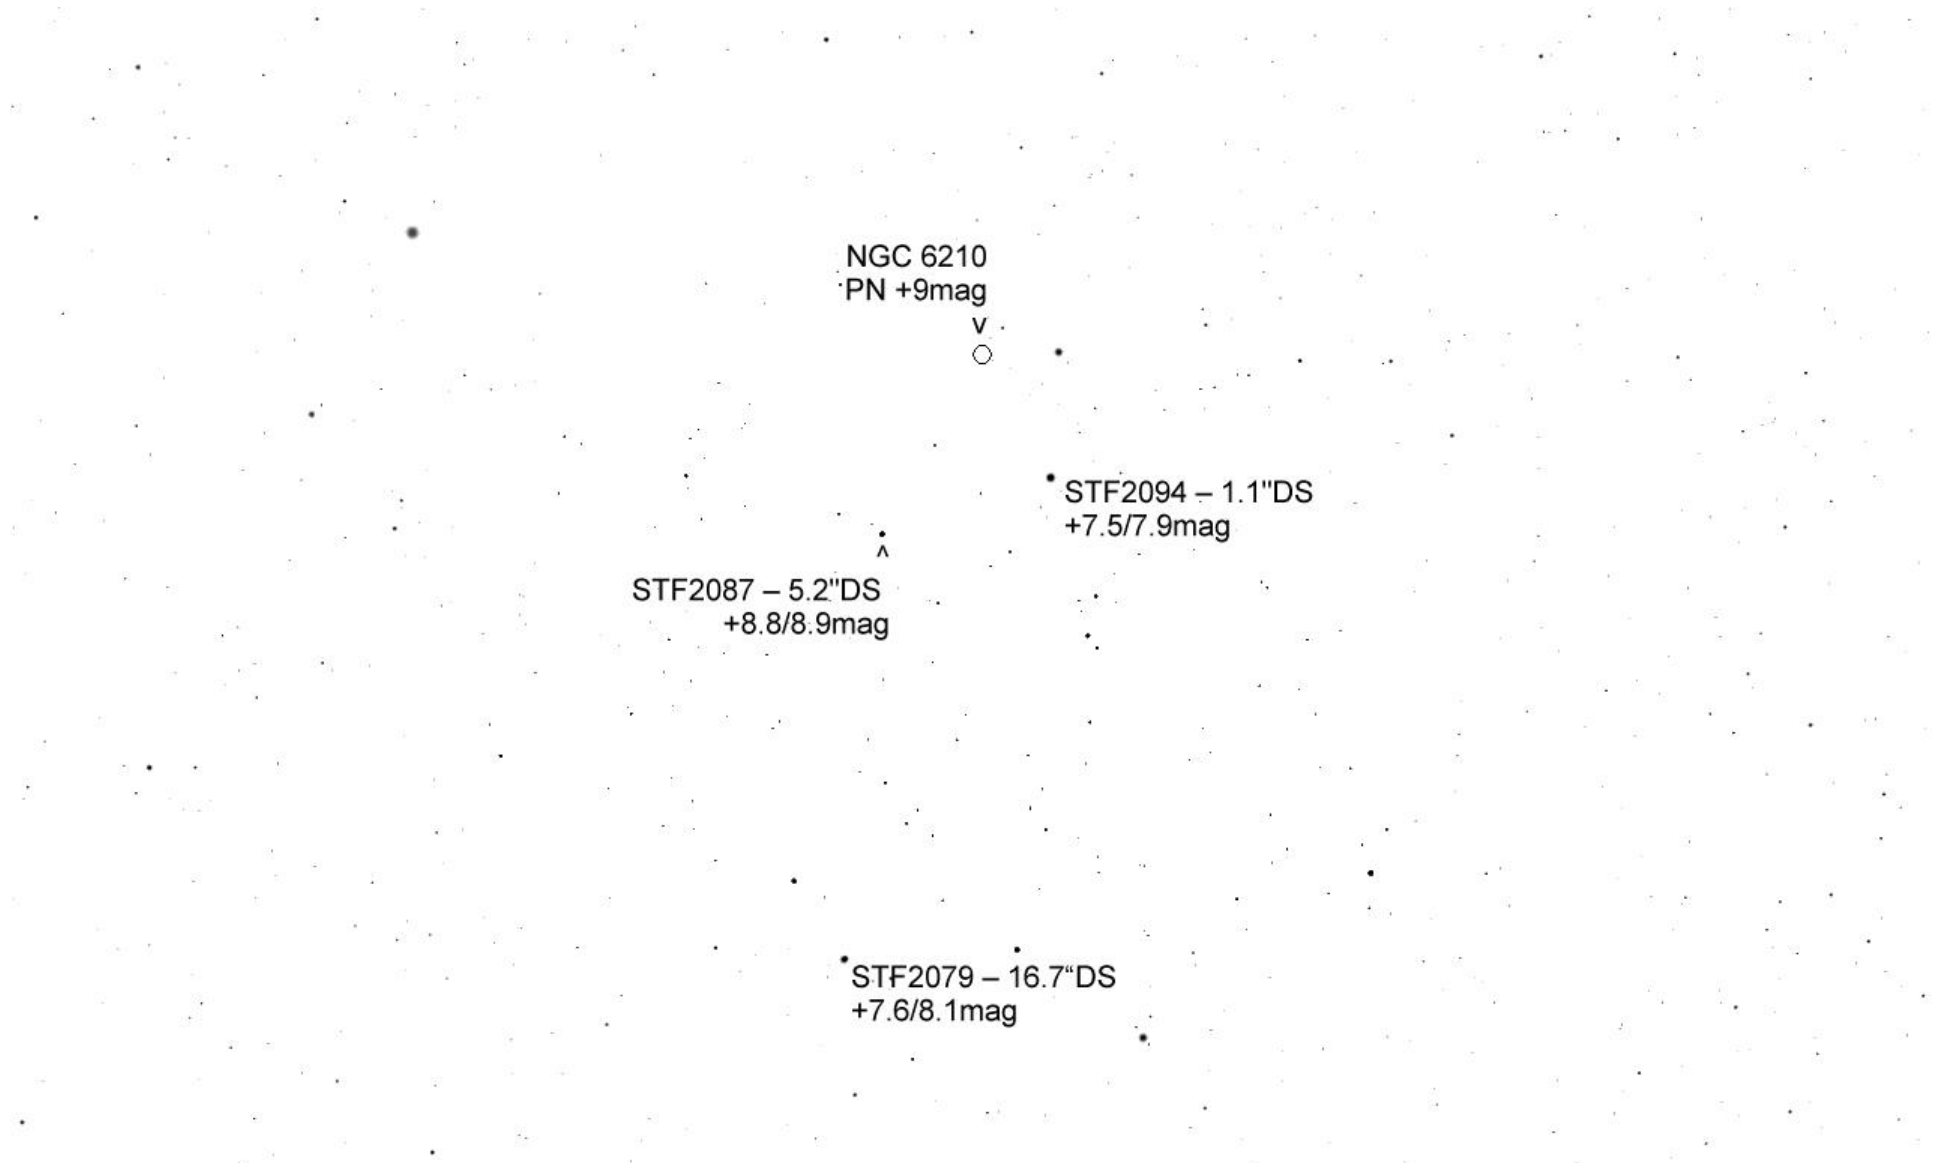 NGC 6210
PN +9mag
v
STF2094 – 1.1"DS
+7.5/7.9mag
^
STF2087 – 5.2"DS
+8.8/8.9mag
STF2079 – 16.7“DS
+7.6/8.1mag